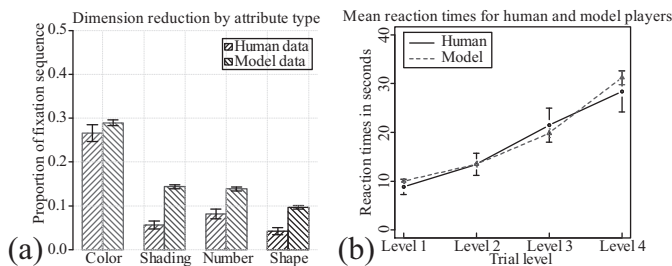 Dimension reduction by attribute type
Proportion of fixation sequence
0.5
0.4
0.3
0.2
0.1
0.0
Human data
Model data
Color Shading Number Shape
(a)
Mean reaction times for human and model players
Reaction times in seconds
40
30
20
10
0
Human
Model
Level 1 Level 2 Level 3 Level 4
Trial level
(b)